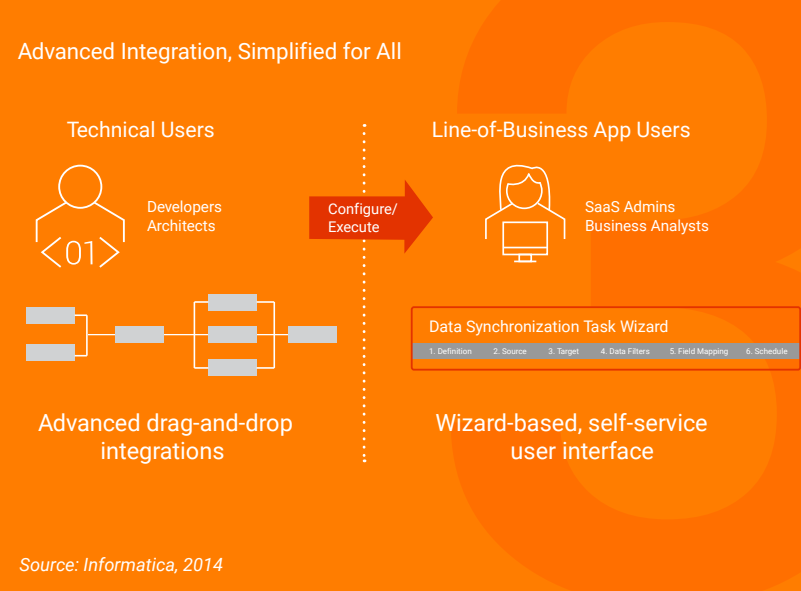 Advanced Integration, Simplified for All
Technical Users
Developers
Architects
<01>
Configure/
Execute
Line-of-Business App Users
SaaS Admins
Business Analysts
Data Synchronization Task Wizard
1. Definition 2. Source 3. Target 4. Data Filters 5. Field Mapping 6. Schedule
Advanced drag-and-drop
integrations
Wizard-based, self-service
user interface
Source: Informatica, 2014
3